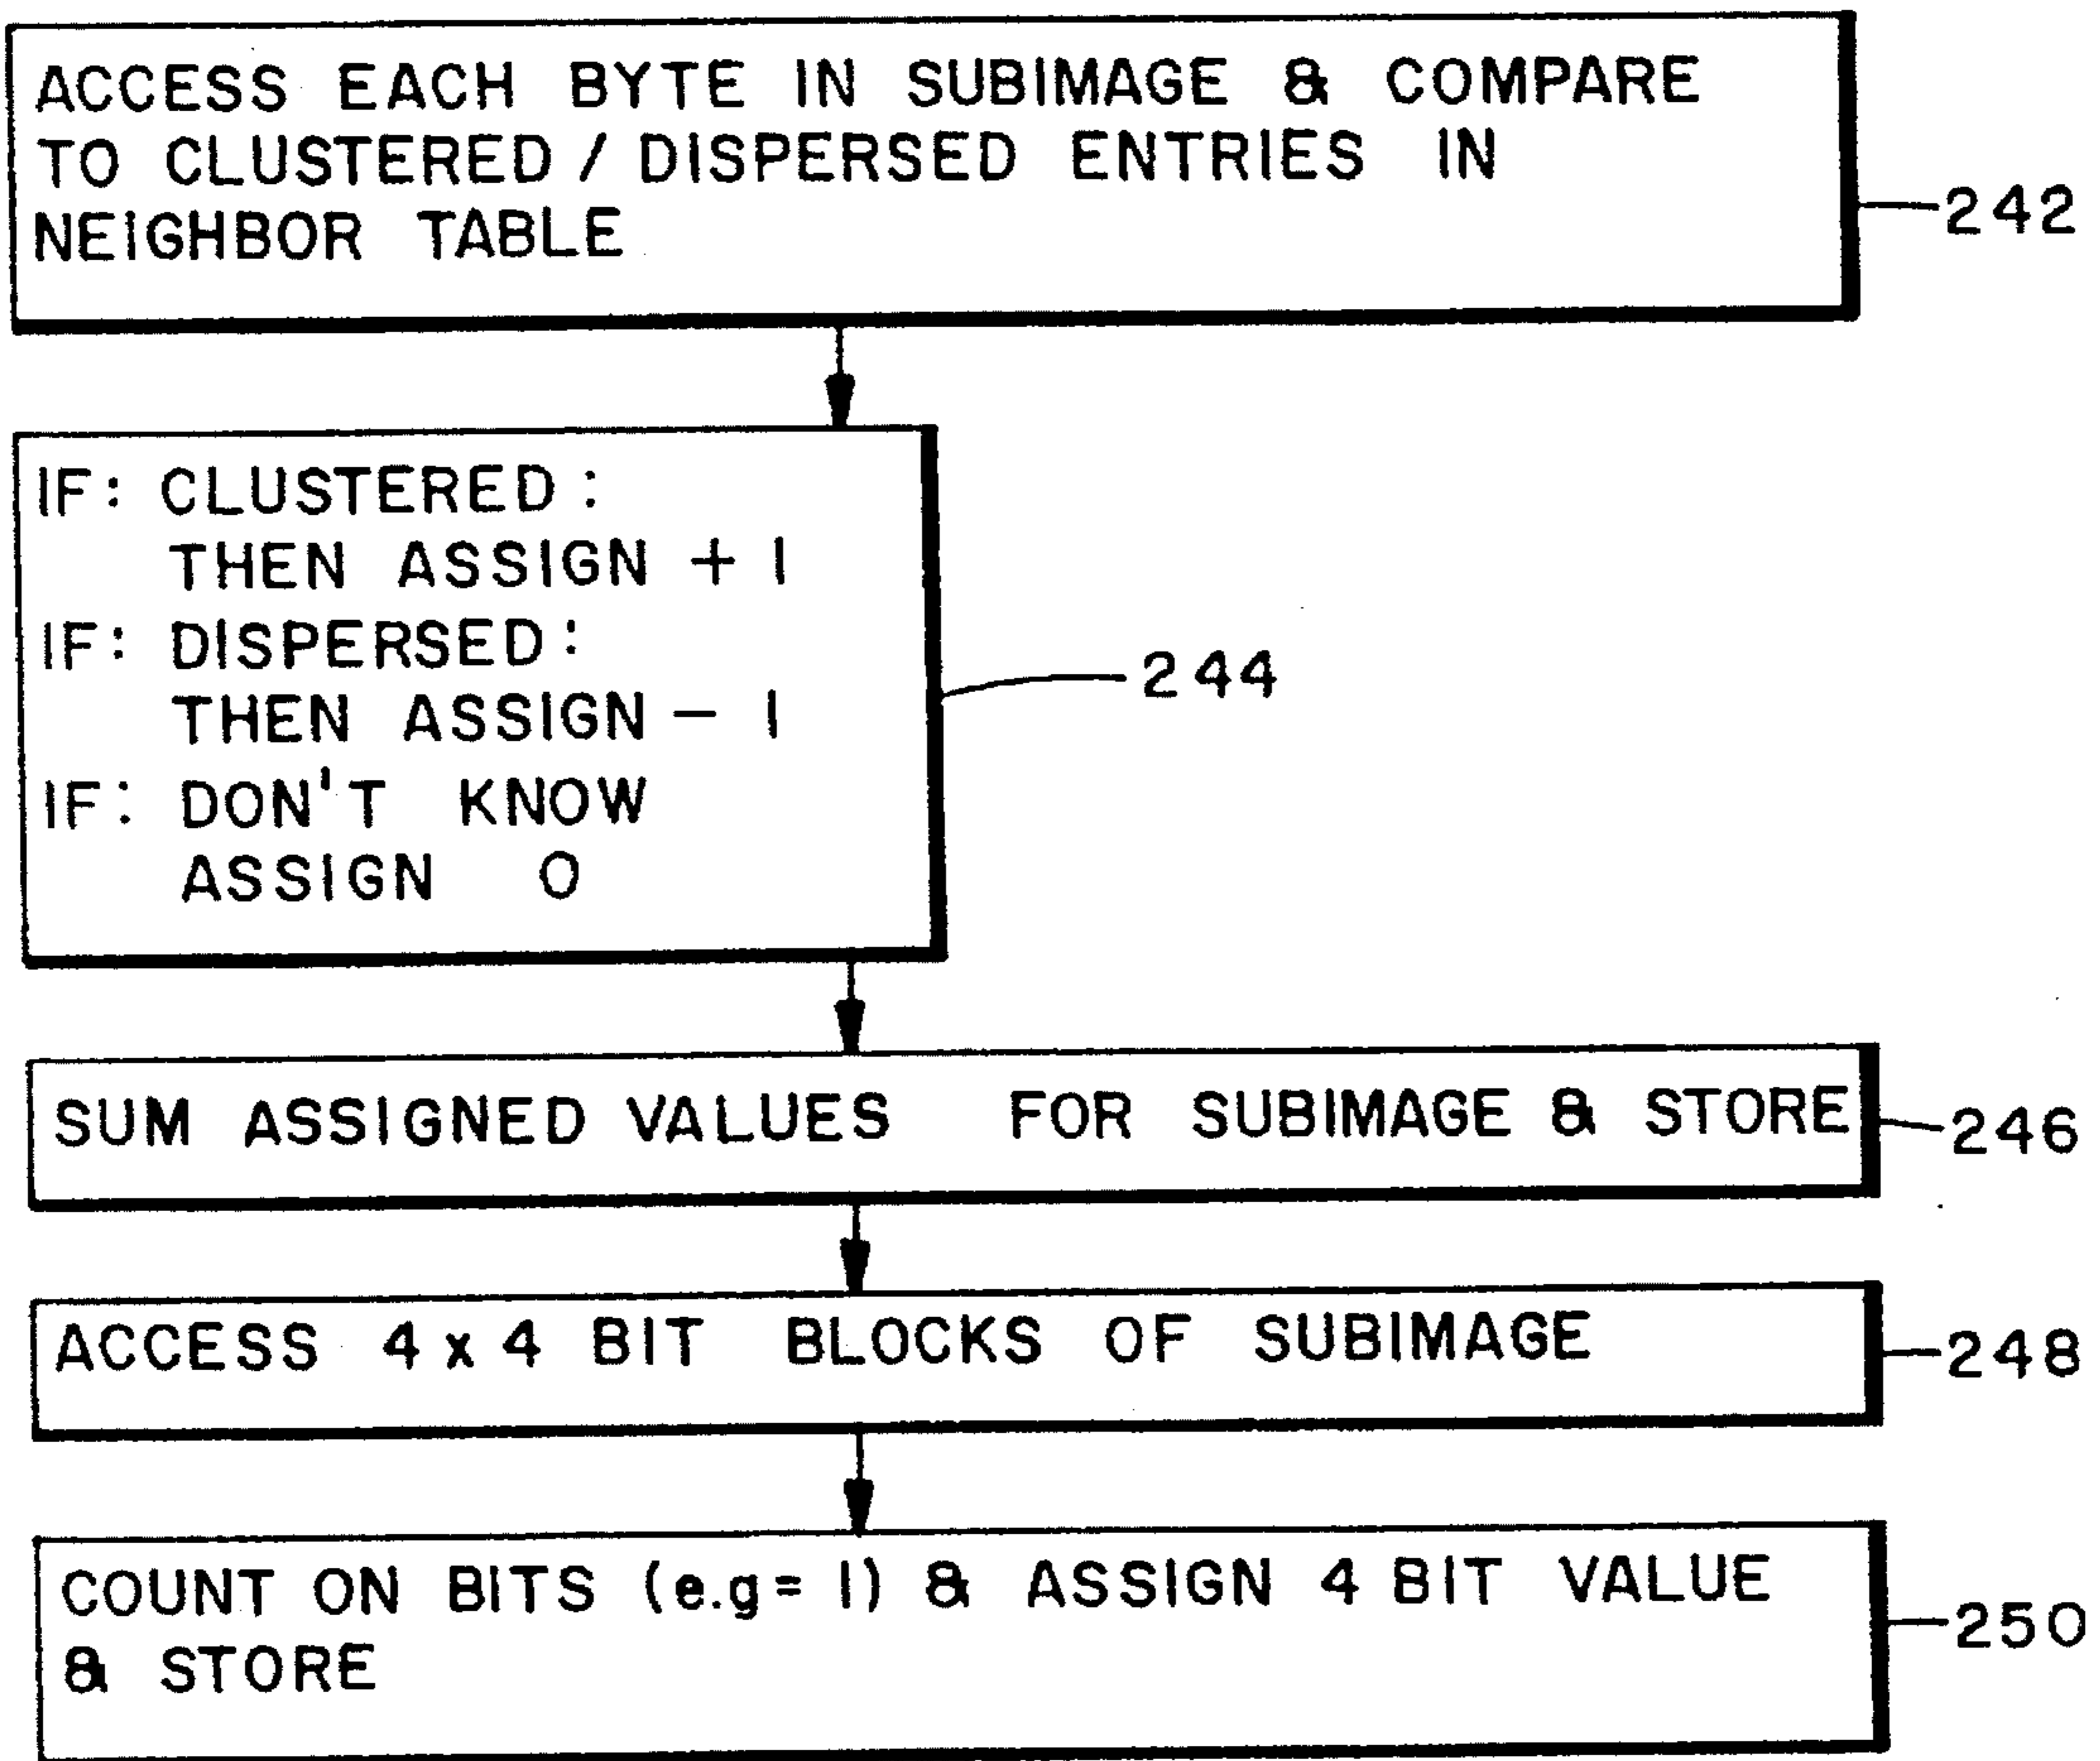 ACCESS EACH BYTE IN SUBIMAGE & COMPARE
TO CLUSTERED / DISPERSED ENTRIES IN
NEIGHBOR TABLE
242
IF: CLUSTERED :
THEN ASSIGN + 1
IF: DISPERSED :
THEN ASSIGN - 1
IF: DON'T KNOW
ASSIGN 0
244
SUM ASSIGNED VALUES FOR SUBIMAGE & STORE
246
ACCESS 4 x 4 BIT BLOCKS OF SUBIMAGE
248
COUNT ON BITS (e.g = 1) & ASSIGN 4 BIT VALUE
& STORE
250